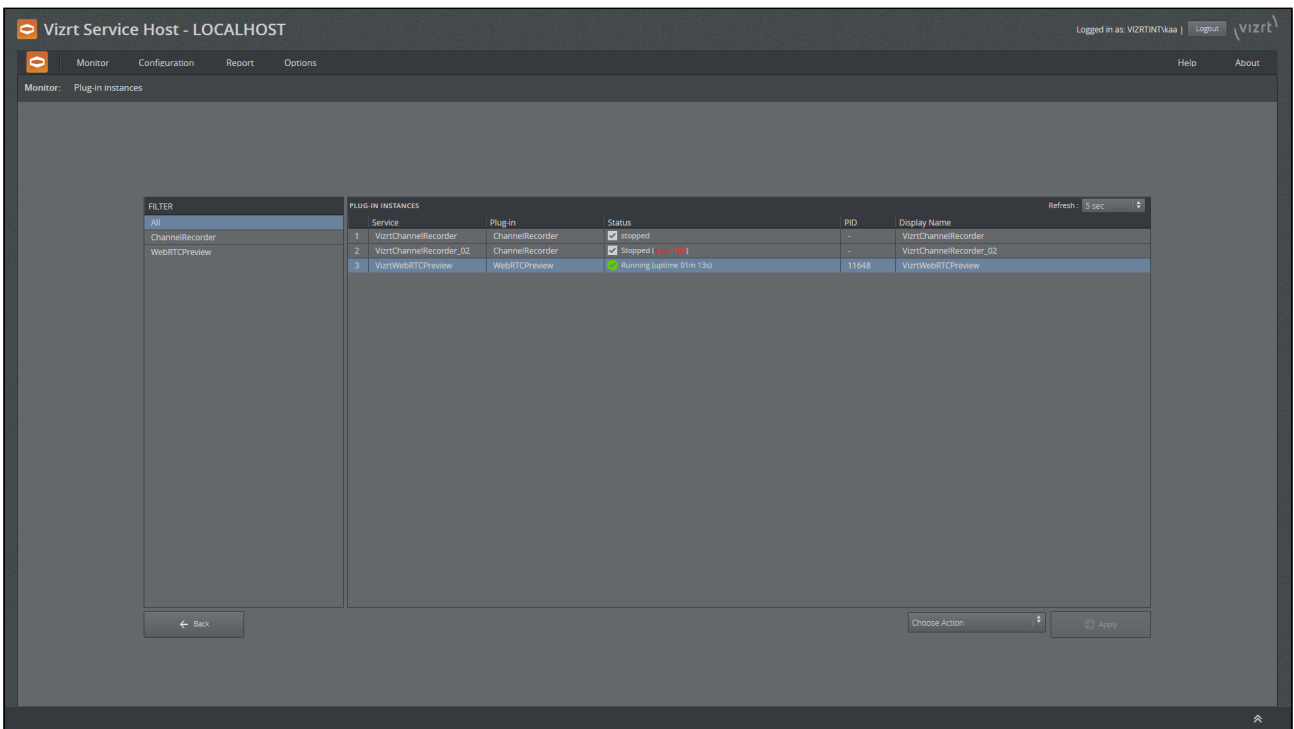 Vizrt Service Host - LOCALHOST
Logged in as: VIZRTINT\kaa | Logout vizrt
Monitor Configuration Report Options Help About
Monitor: Plug-in instances
FILTER
All
ChannelRecorder
WebRTCPreview
PLUG-IN INSTANCES Refresh : 5 sec
Service Plug-in Status PID Display Name
1 VizrtChannelRecorder ChannelRecorder stopped - VizrtChannelRecorder
2 VizrtChannelRecorder_02 ChannelRecorder Stopped ( ) - VizrtChannelRecorder_02
3 VizrtWebRTCPreview WebRTCPreview Running (uptime 01m 13s) 11648 VizrtWebRTCPreview
Back
Choose Action
Apply